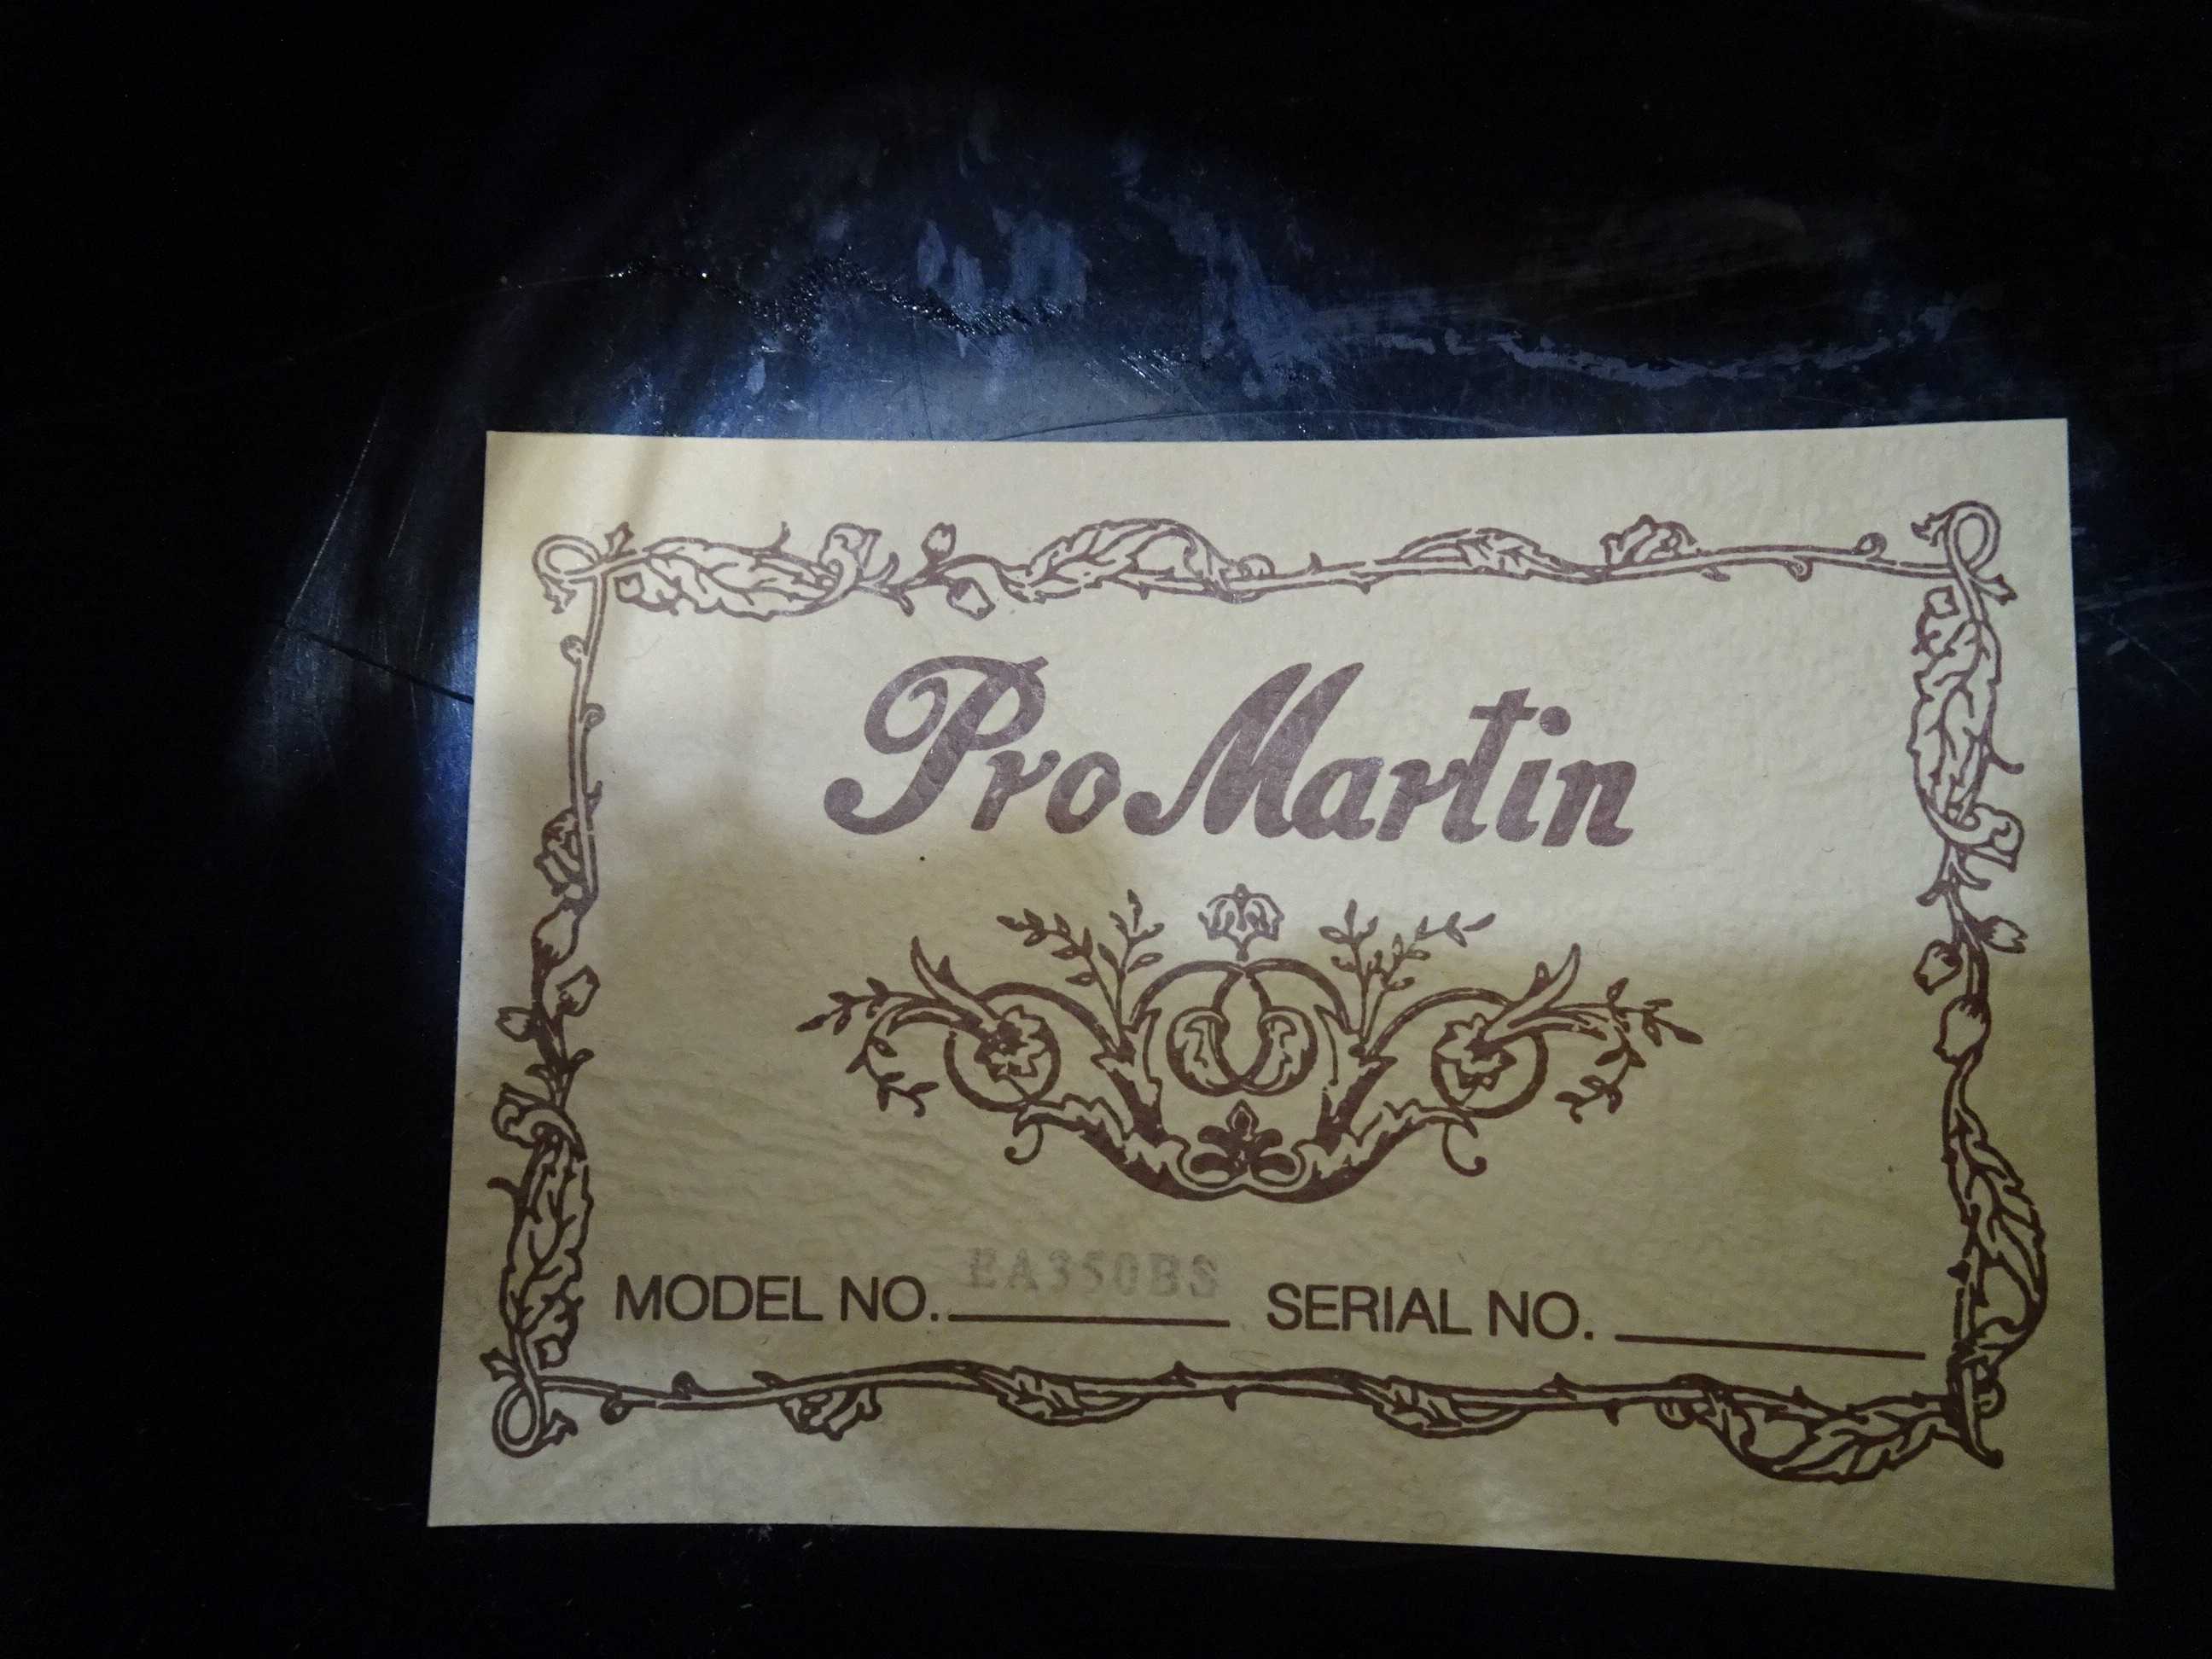 Pro Martin
MODEL NO. EA350BS SERIAL NO.